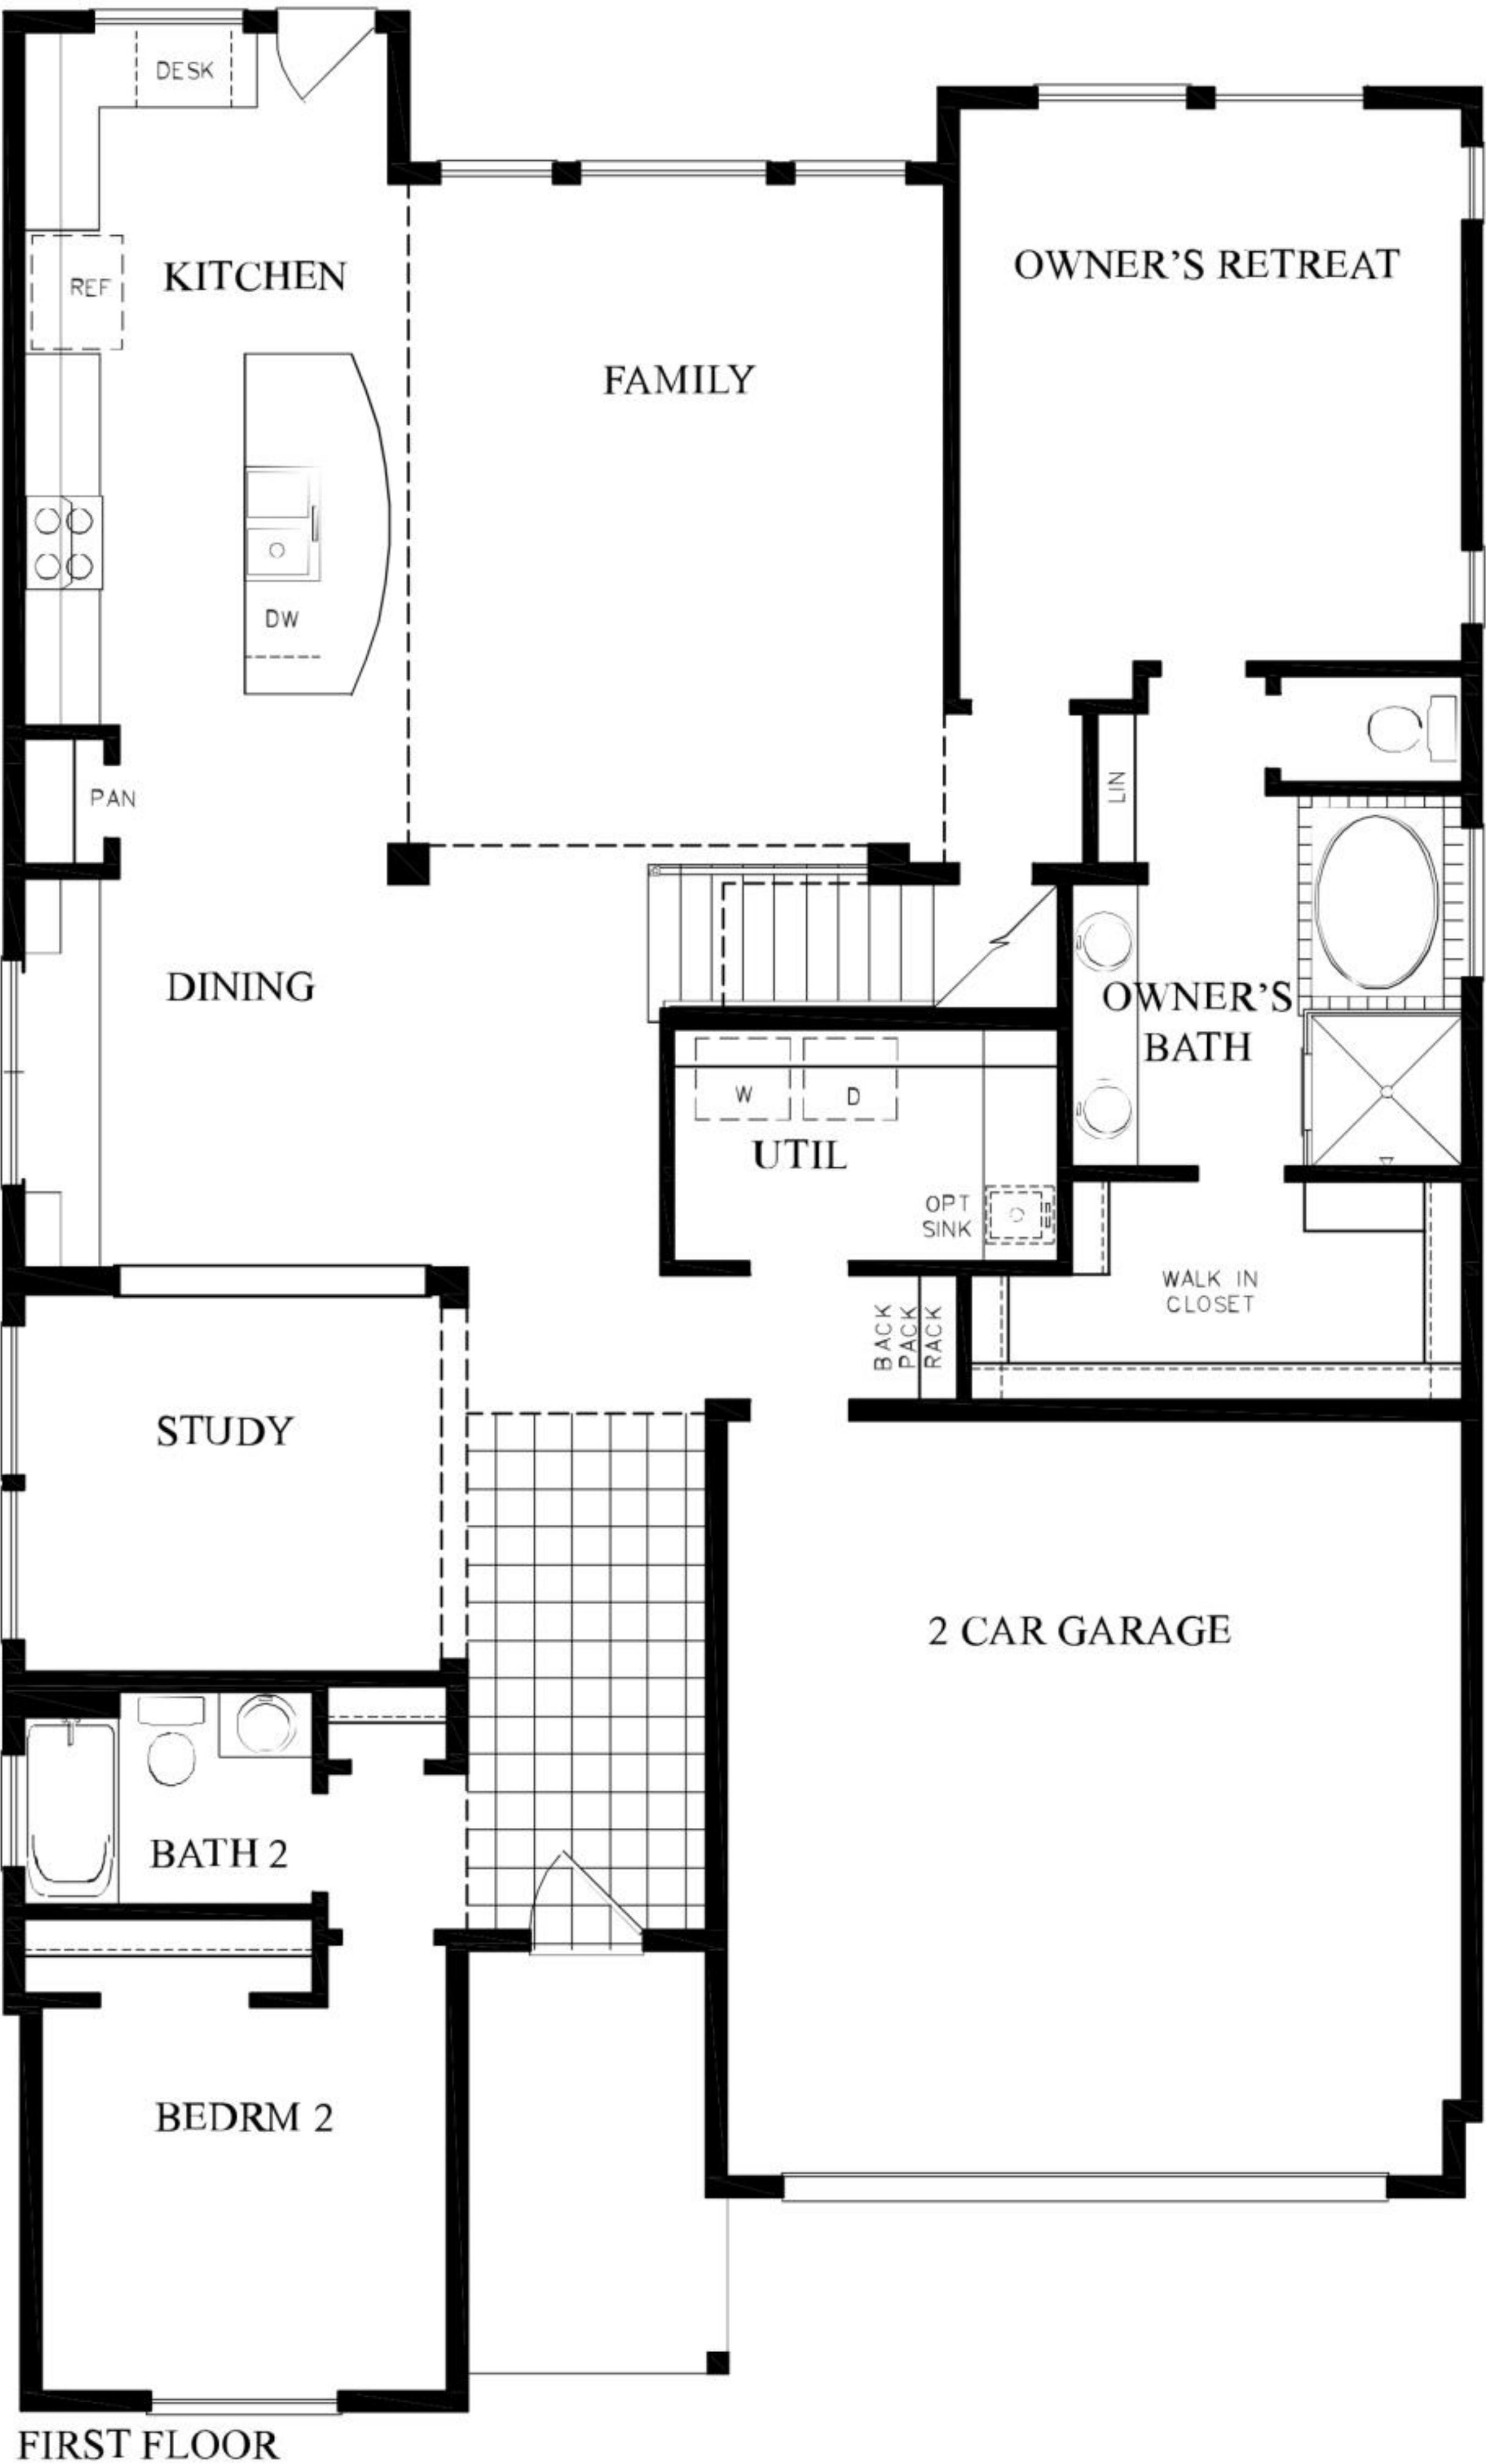 DESK
REF
KITCHEN
OWNER'S RETREAT
FAMILY
DW
PAN
LIN
DINING
OWNER'S
BATH
W
D
UTIL
OPT
SINK
WALK IN
CLOSET
BACK
PACK
RACK
STUDY
2 CAR GARAGE
BATH 2
BEDRM 2
FIRST FLOOR